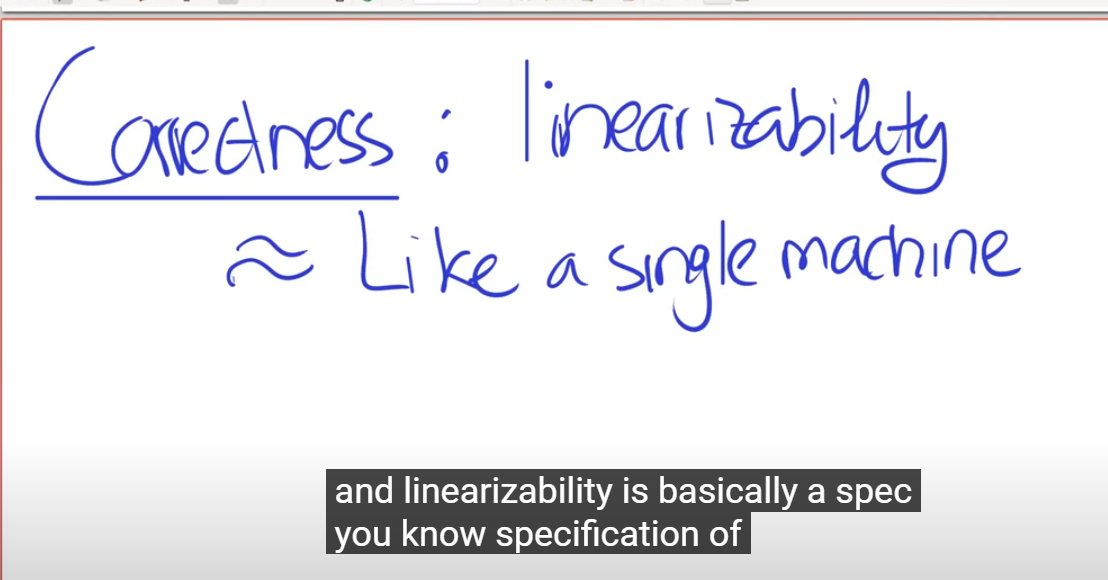 Correctness : linearizability
≈ Like a single machine
and linearizability is basically a spec
you know specification of